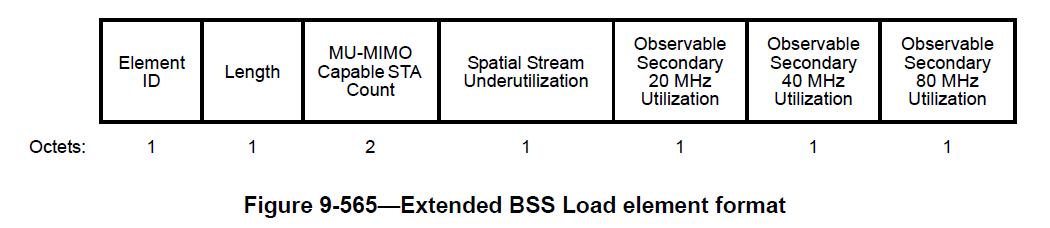 Element
ID
Length
MU-MIMO
Capable STA
Count
Spatial Stream
Underutilization
Observable
Secondary
20 MHz
Utilization
Observable
Secondary
40 MHz
Utilization
Observable
Secondary
80 MHz
Utilization
Octets: 1 1 2 1 1 1 1
Figure 9-565—Extended BSS Load element format